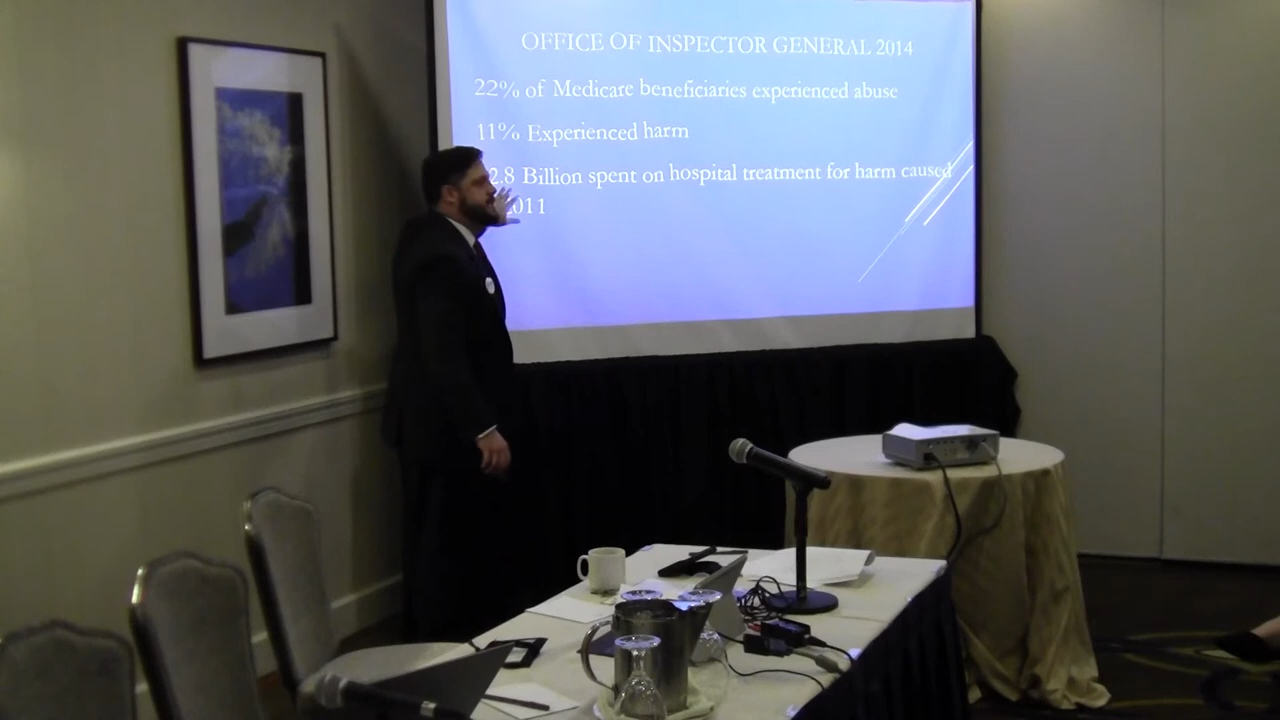 OFFICE OF INSPECTOR GENERAL 2014
22% of Medicare beneficiaries experienced abuse
11% Experienced harm
2.8 Billion spent on hospital treatment for harm caused
2011